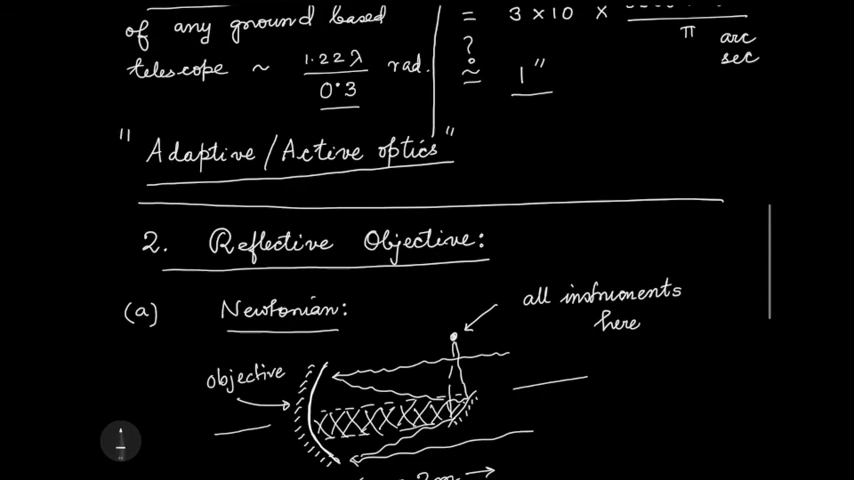 of any ground based
telescope ~ 1.22λ / 0.3 rad.
= 3 × 10 ×
π
arc
sec
?
≅ 1"
"Adaptive/Active optics"
2. Reflective Objective:
(a) Newtonian:
all instruments
here
objective